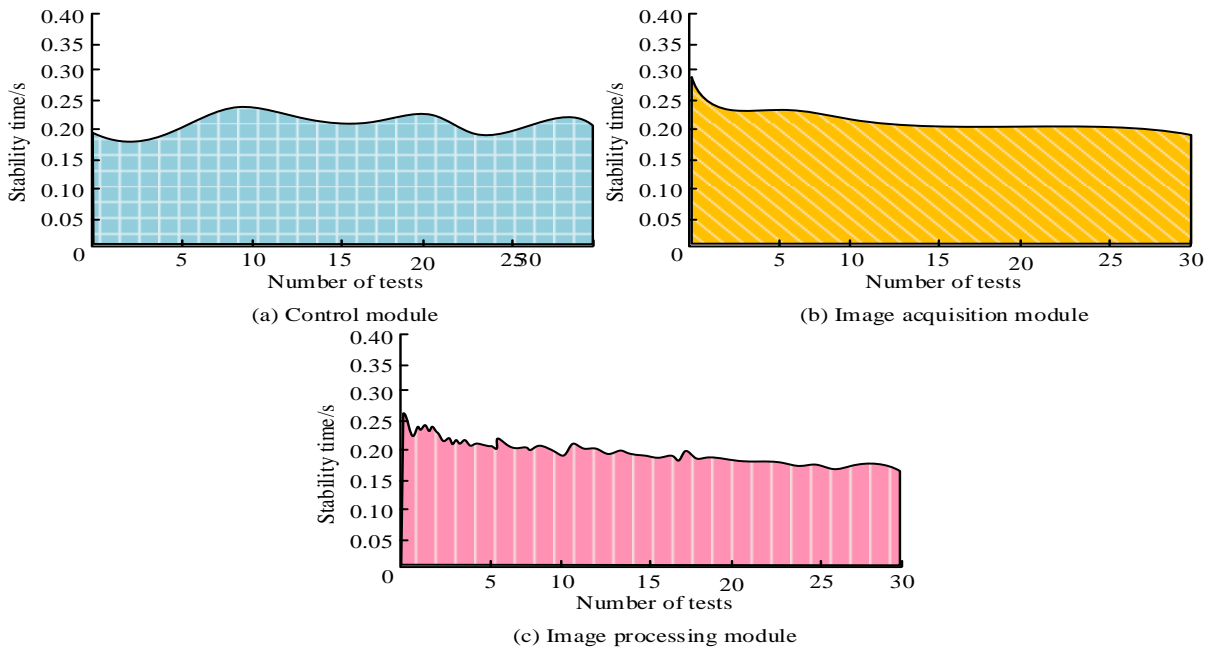 0.40
0.35
0.30
0.25
0.20
0.15
0.10
0.05
0
Stability time/s
5 10 15 20 25 30
Number of tests
(a) Control module
0.40
0.35
0.30
0.25
0.20
0.15
0.10
0.05
0
Stability time/s
5 10 15 20 25 30
Number of tests
(b) Image acquisition module
0.40
0.35
0.30
0.25
0.20
0.15
0.10
0.05
0
Stability time/s
5 10 15 20 25 30
Number of tests
(c) Image processing module